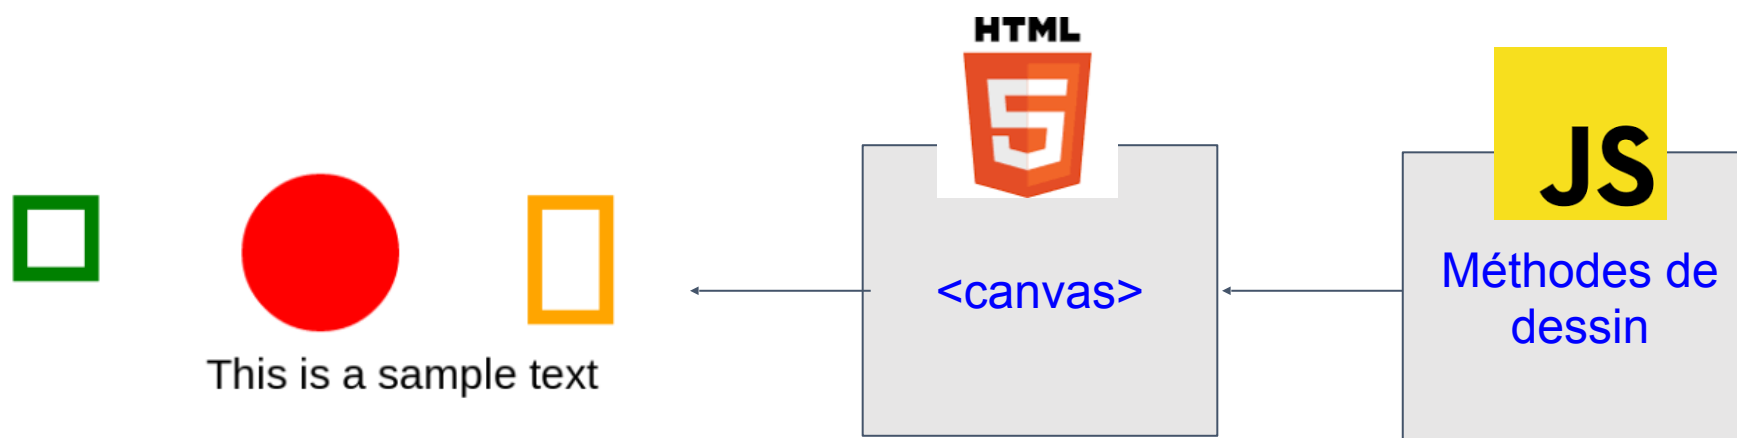 HTML
5
JS
<canvas>
Méthodes de
dessin
This is a sample text